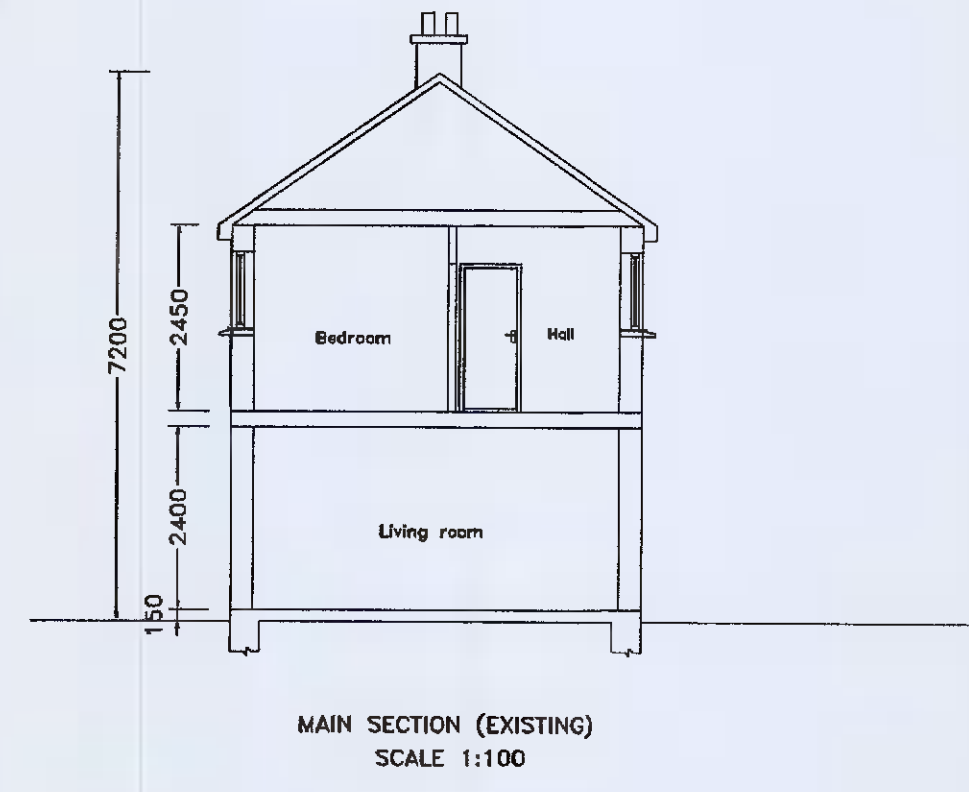 7200
2450
Bedroom
Hall
2400
Living room
150
MAIN SECTION (EXISTING)
SCALE 1:100